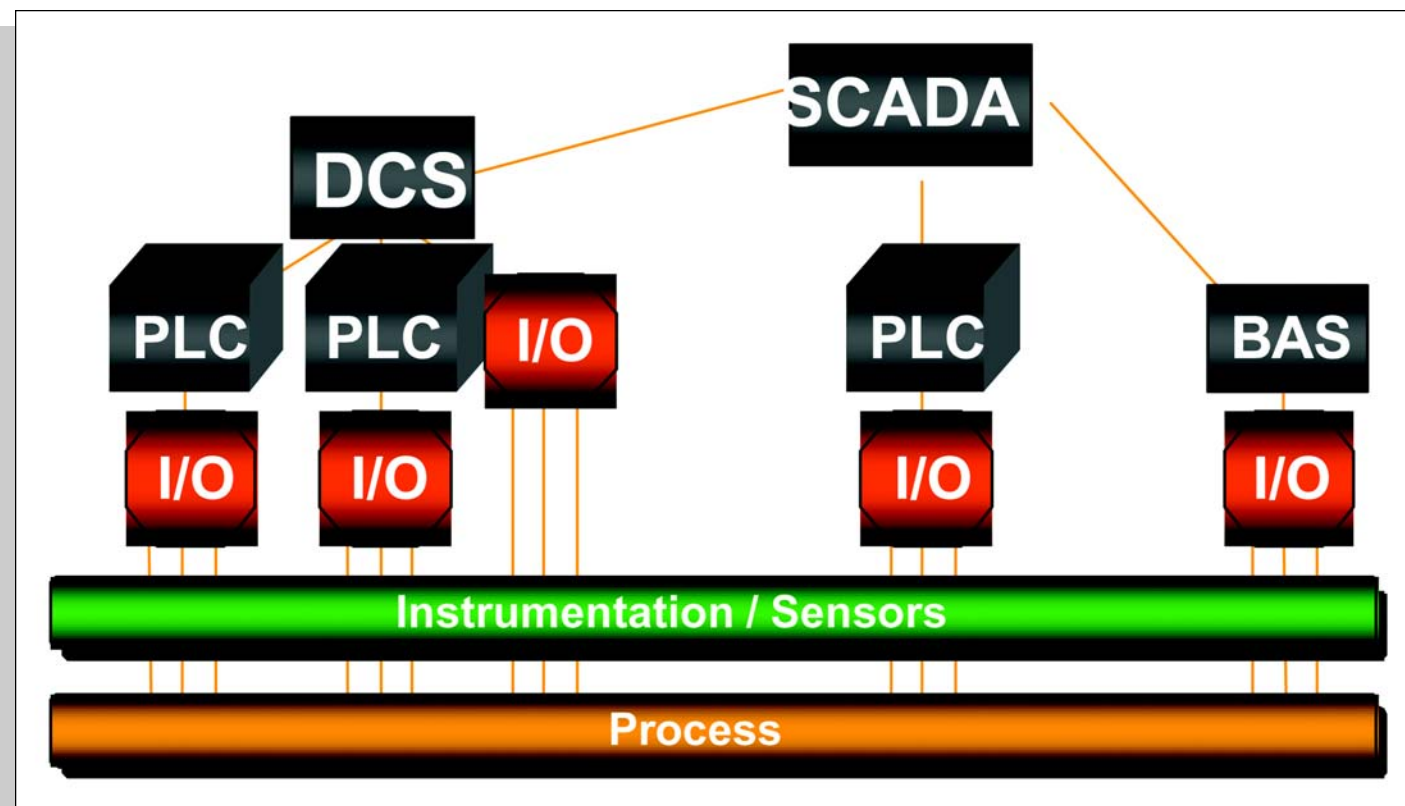 SCADA
DCS
PLC
PLC
I/O
PLC
BAS
I/O
I/O
I/O
I/O
Instrumentation / Sensors
Process